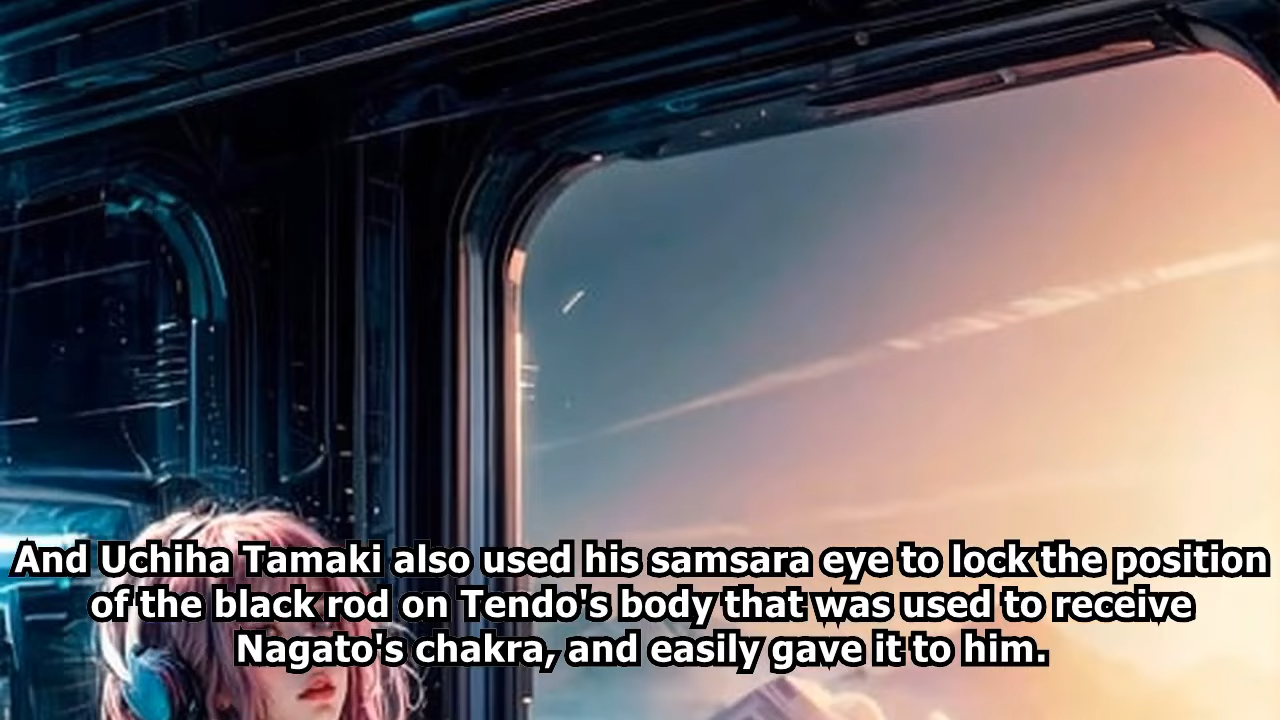 And Uchiha Tamaki also used his samsara eye to lock the position
of the black rod on Tendo's body that was used to receive
Nagato's chakra, and easily gave it to him.